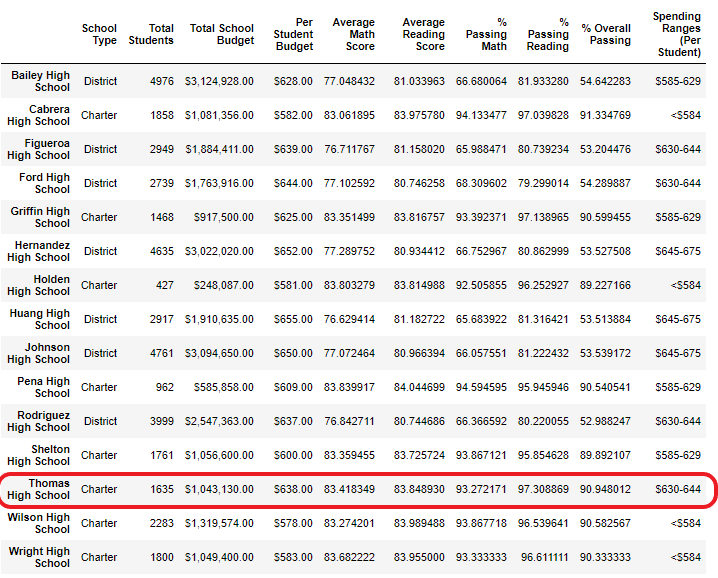 School Type Total Students Total School Budget Per Student Budget Average Math Score Average Reading Score % Passing Math % Passing Reading % Overall Passing Spending Ranges (Per Student)
Bailey High School District 4976 $3,124,928.00 $628.00 77.048432 81.033963 66.680064 81.933280 54.642283 $585-629
Cabrera High School Charter 1858 $1,081,356.00 $582.00 83.061895 83.975780 94.133477 97.039828 91.334769 <$584
Figueroa High School District 2949 $1,884,411.00 $639.00 76.711767 81.158020 65.988471 80.739234 53.204476 $630-644
Ford High School District 2739 $1,763,916.00 $644.00 77.102592 80.746258 68.309602 79.299014 54.289887 $630-644
Griffin High School Charter 1468 $917,500.00 $625.00 83.351499 83.816757 93.392371 97.138965 90.599455 $585-629
Hernandez High School District 4635 $3,022,020.00 $652.00 77.289752 80.934412 66.752967 80.862999 53.527508 $645-675
Holden High School Charter 427 $248,087.00 $581.00 83.803279 83.814988 92.505855 96.252927 89.227166 <$584
Huang High School District 2917 $1,910,635.00 $655.00 76.629414 81.182722 65.683922 81.316421 53.513884 $645-675
Johnson High School District 4761 $3,094,650.00 $650.00 77.072464 80.966394 66.057551 81.222432 53.539172 $645-675
Pena High School Charter 962 $585,858.00 $609.00 83.839917 84.044699 94.594595 95.945946 90.540541 $585-629
Rodriguez High School District 3999 $2,547,363.00 $637.00 76.842711 80.744686 66.366592 80.220055 52.988247 $630-644
Shelton High School Charter 1761 $1,056,600.00 $600.00 83.359455 83.725724 93.867121 95.854628 89.892107 $585-629
Thomas High School Charter 1635 $1,043,130.00 $638.00 83.418349 83.848930 93.272171 97.308869 90.948012 $630-644
Wilson High School Charter 2283 $1,319,574.00 $578.00 83.274201 83.989488 93.867718 96.539641 90.582567 <$584
Wright High School Charter 1800 $1,049,400.00 $583.00 83.682222 83.955000 93.333333 96.611111 90.333333 <$584